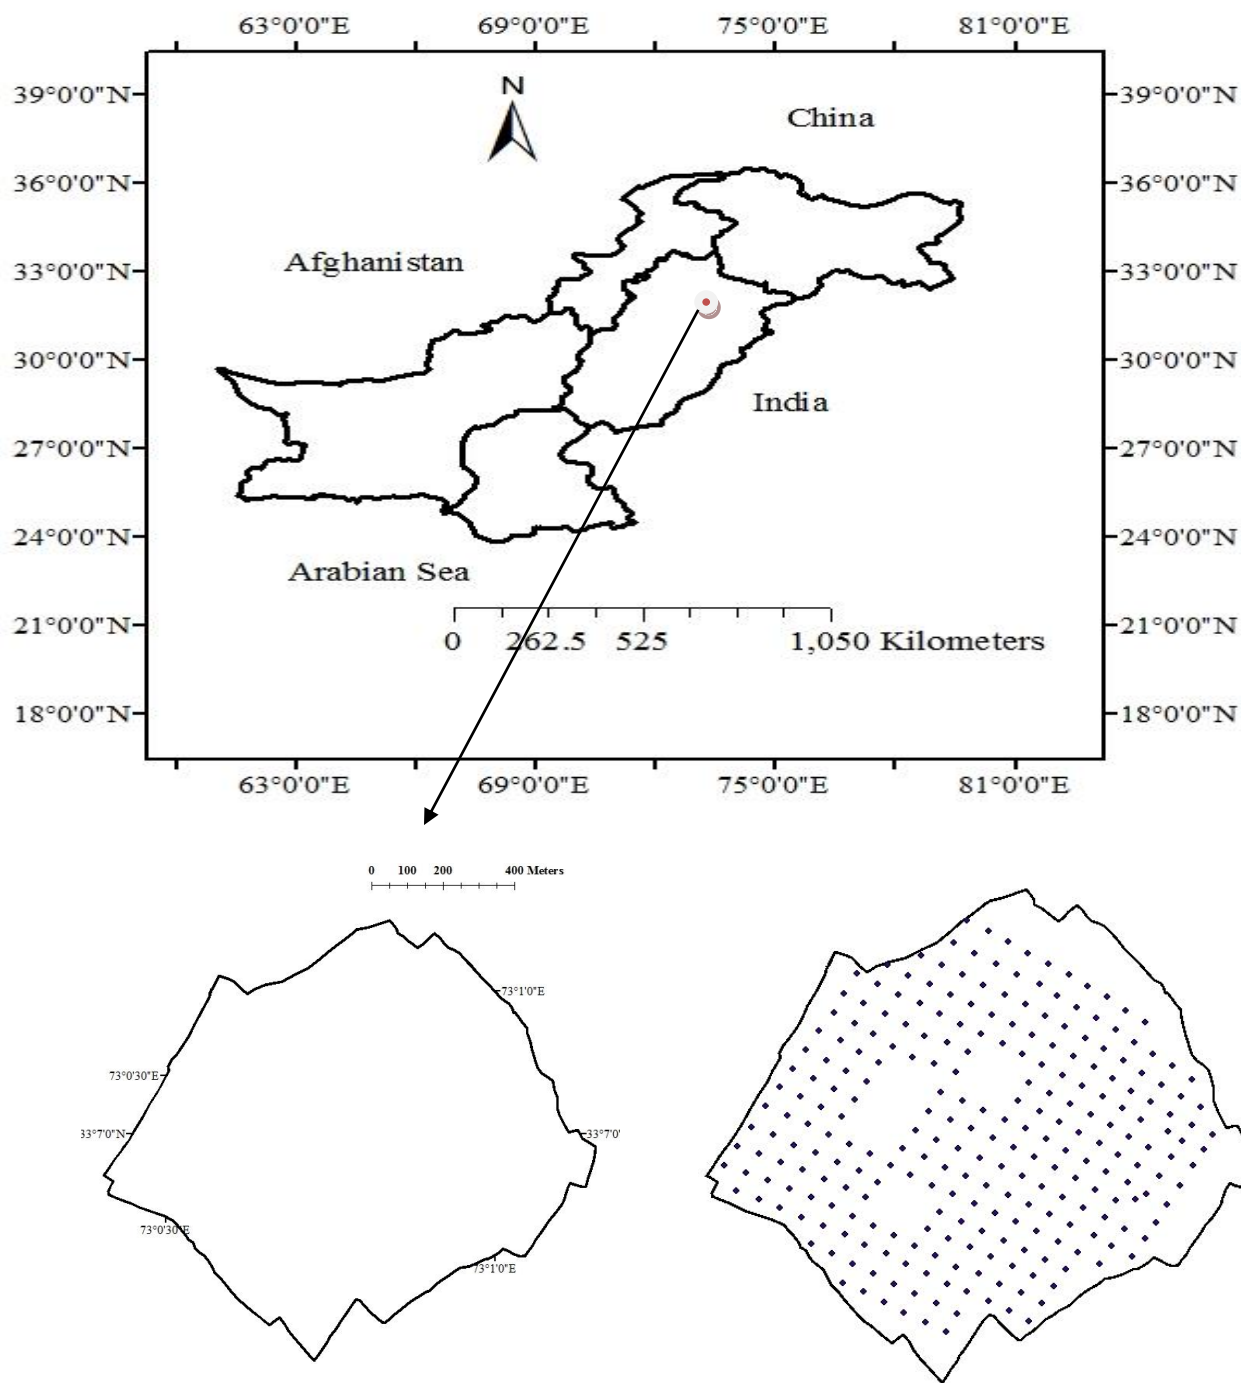 63°0'0"E 69°0'0"E 75°0'0"E 81°0'0"E
N
39°0'0"N 39°0'0"N
China
36°0'0"N 36°0'0"N
Afghanistan
33°0'0"N 33°0'0"N
30°0'0"N 30°0'0"N
India
27°0'0"N 27°0'0"N
24°0'0"N 24°0'0"N
Arabian Sea
21°0'0"N 21°0'0"N
0 262.5 525 1,050 Kilometers
18°0'0"N 18°0'0"N
63°0'0"E 69°0'0"E 75°0'0"E 81°0'0"E
0 100 200 400 Meters
73°1'0"E
73°0'30"E
33°7'0"N 33°7'0'
73°0'30"E
73°1'0"E